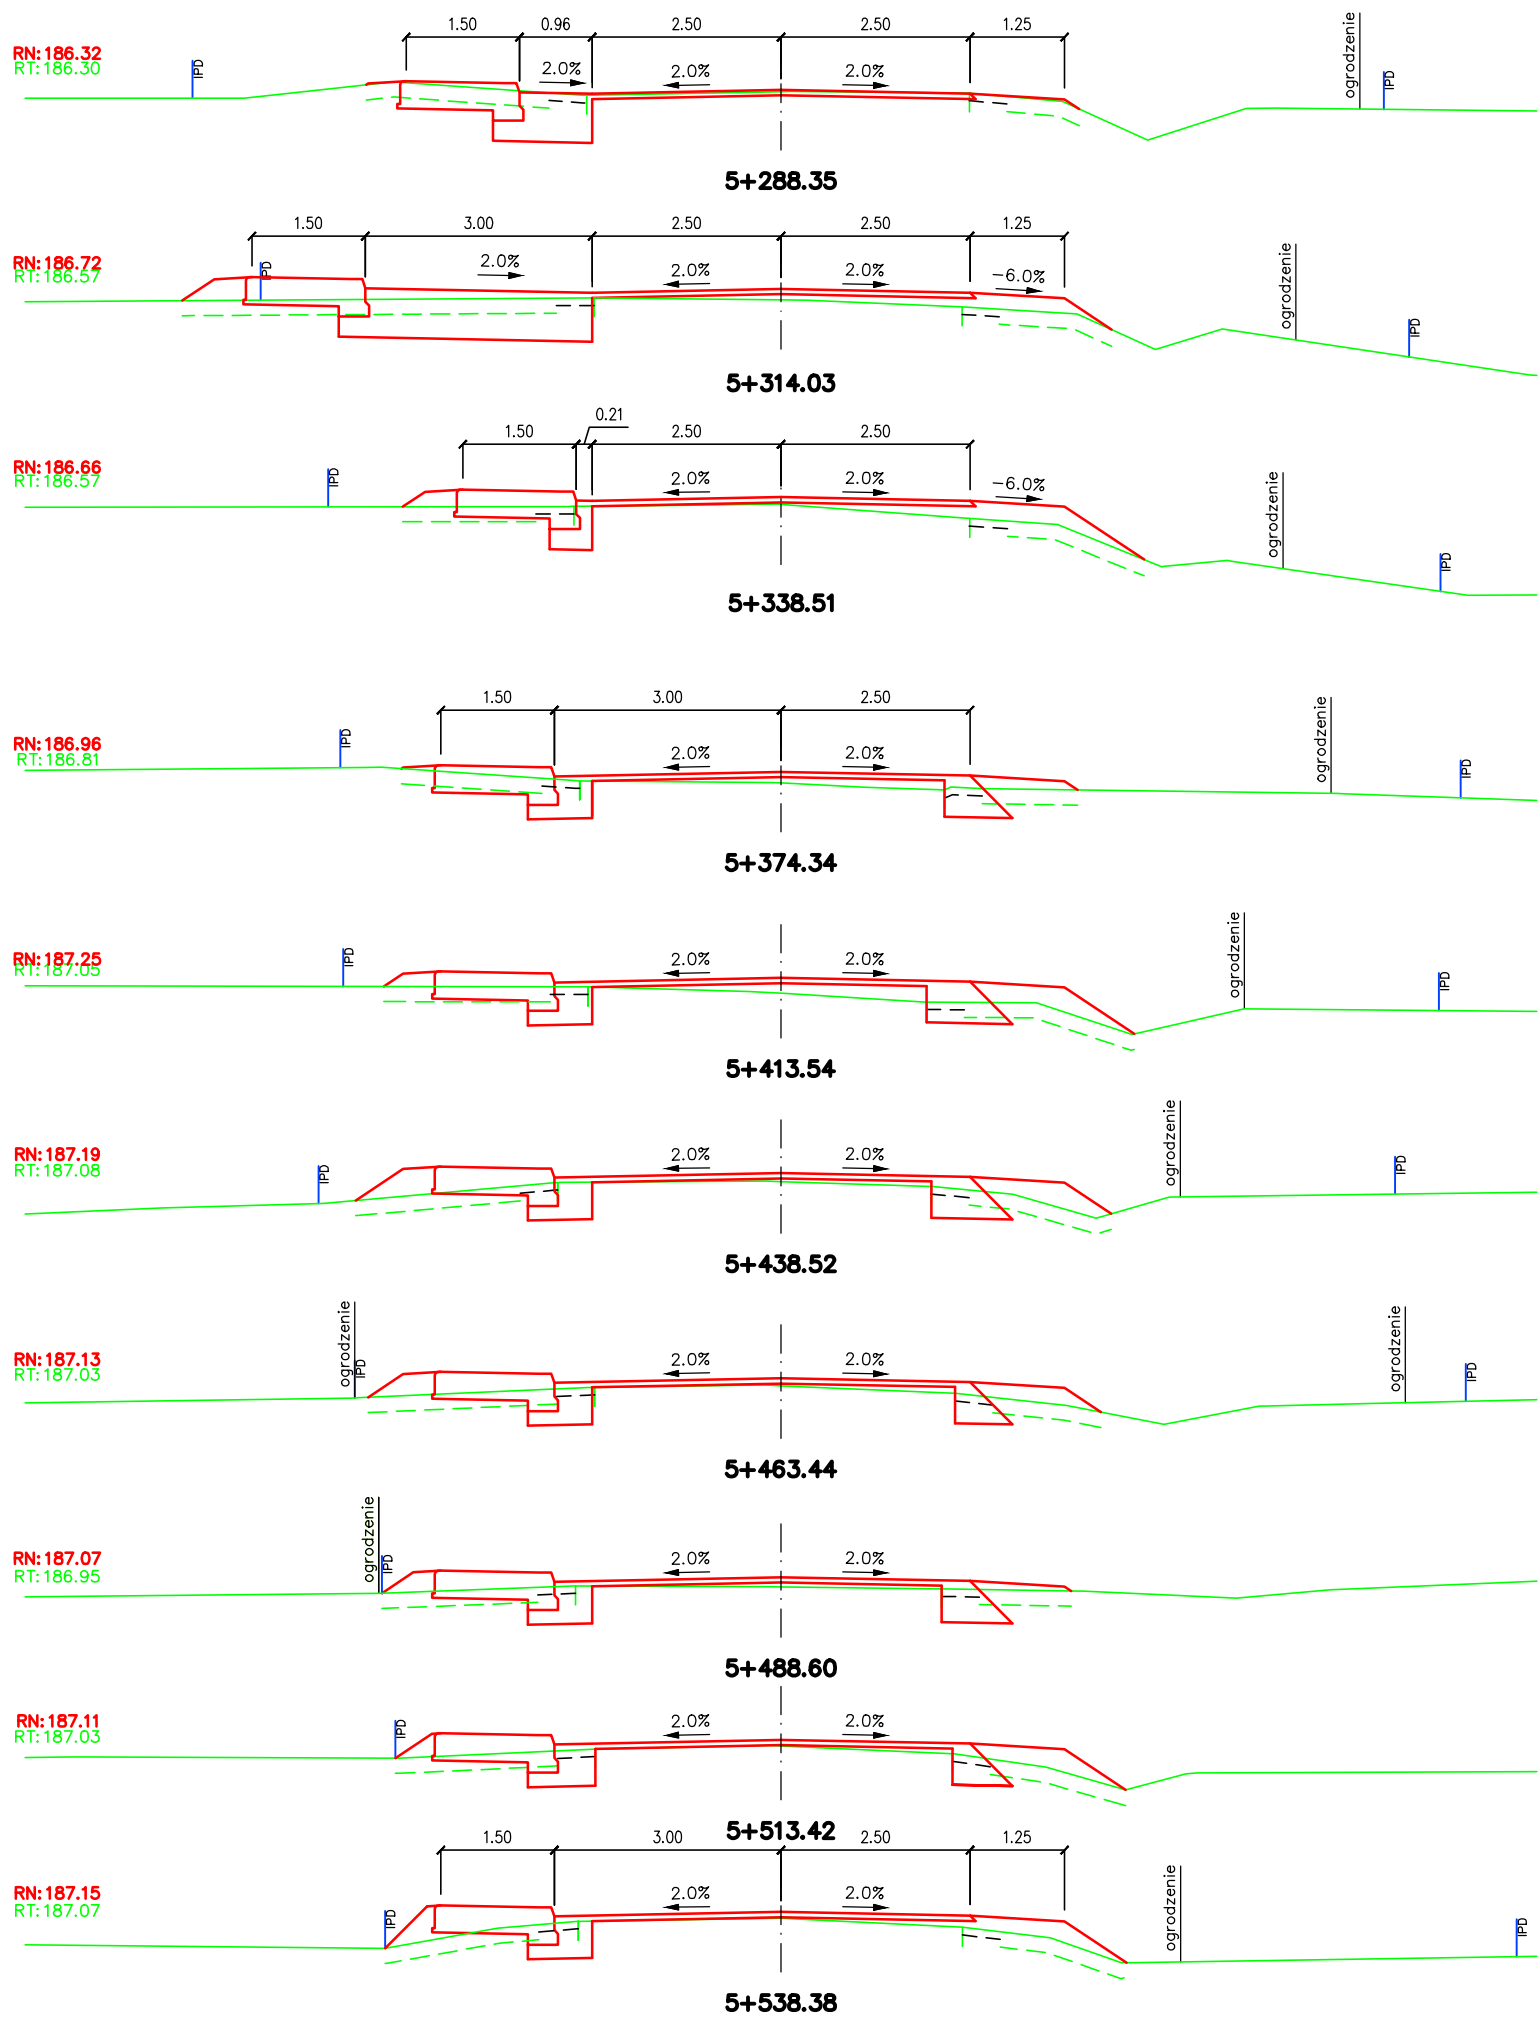 1.50 0.96 2.50 2.50 1.25
RN:186.32
RT:186.30
IPD 2.0% 2.0% 2.0% ogrodzenie IPD
5+288.35
1.50 3.00 2.50 2.50 1.25
RN:186.72
RT:186.57
IPD 2.0% 2.0% 2.0% -6.0% ogrodzenie IPD
5+314.03
0.21
1.50 2.50 2.50
RN:186.66
RT:186.57
IPD 2.0% 2.0% -6.0% ogrodzenie IPD
5+338.51
1.50 3.00 2.50
RN:186.96
RT:186.81
IPD 2.0% 2.0% ogrodzenie IPD
5+374.34
RN:187.25
RT:187.05
IPD 2.0% 2.0% ogrodzenie IPD
5+413.54
RN:187.19
RT:187.08
IPD 2.0% 2.0% ogrodzenie IPD
5+438.52
RN:187.13
RT:187.03
ogrodzenie IPD 2.0% 2.0% ogrodzenie IPD
5+463.44
RN:187.07
RT:186.95
ogrodzenie IPD 2.0% 2.0%
5+488.60
RN:187.11
RT:187.03
IPD 2.0% 2.0%
5+513.42
1.50 3.00 2.50 1.25
RN:187.15
RT:187.07
IPD 2.0% 2.0% ogrodzenie IPD
5+538.38